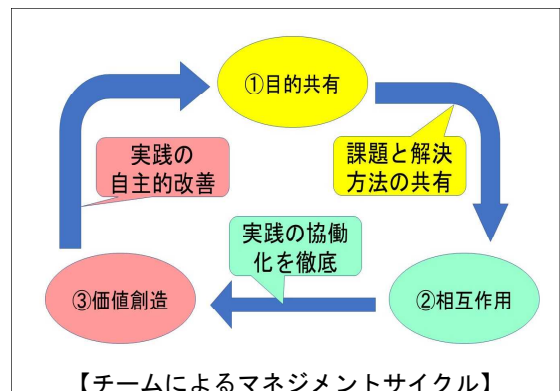 ①目的共有
課題と解決
方法の共有
②相互作用
実践の協働
化を徹底
③価値創造
実践の
自主的改善
【チームによるマネジメントサイクル】